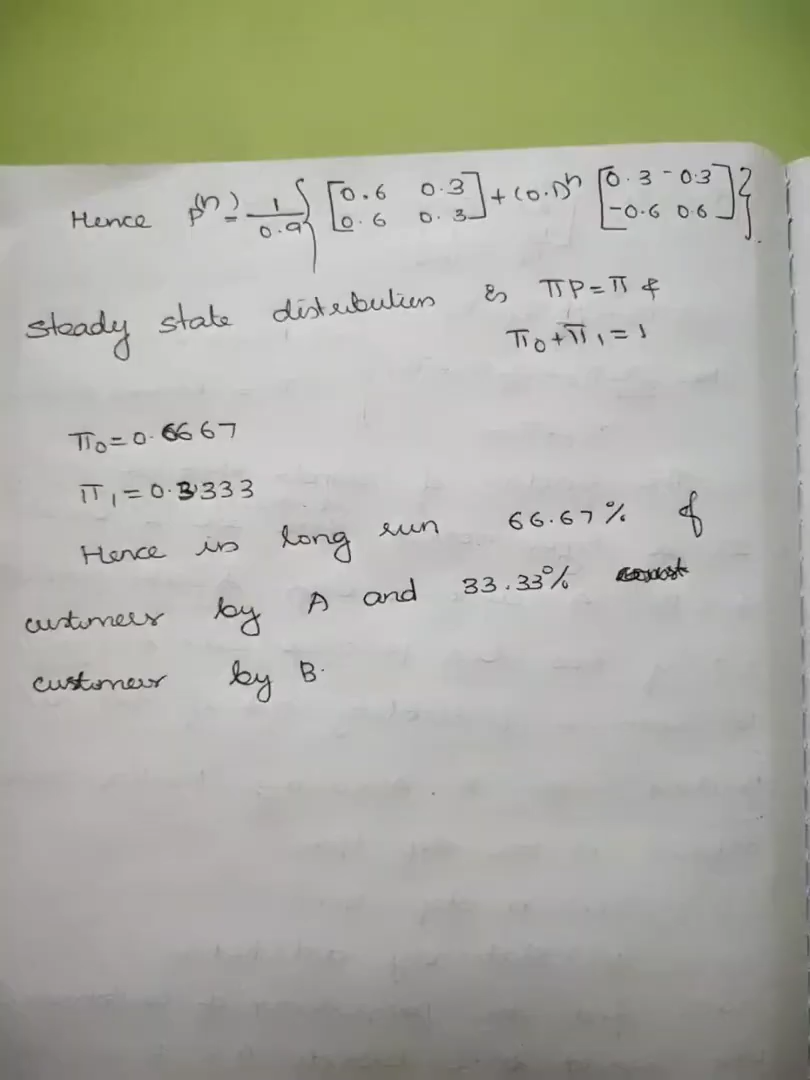 Hence P^(n) = 1/0.9 { [0.6 0.3; 0.6 0.3] + (0.1)^n [0.3 -0.3; -0.6 0.6] }.
steady state distribution is πP = π &
π0 + π1 = 1
π0 = 0.6667
π1 = 0.3333
Hence in long run 66.67% of
customers by A and 33.33%
customer by B.